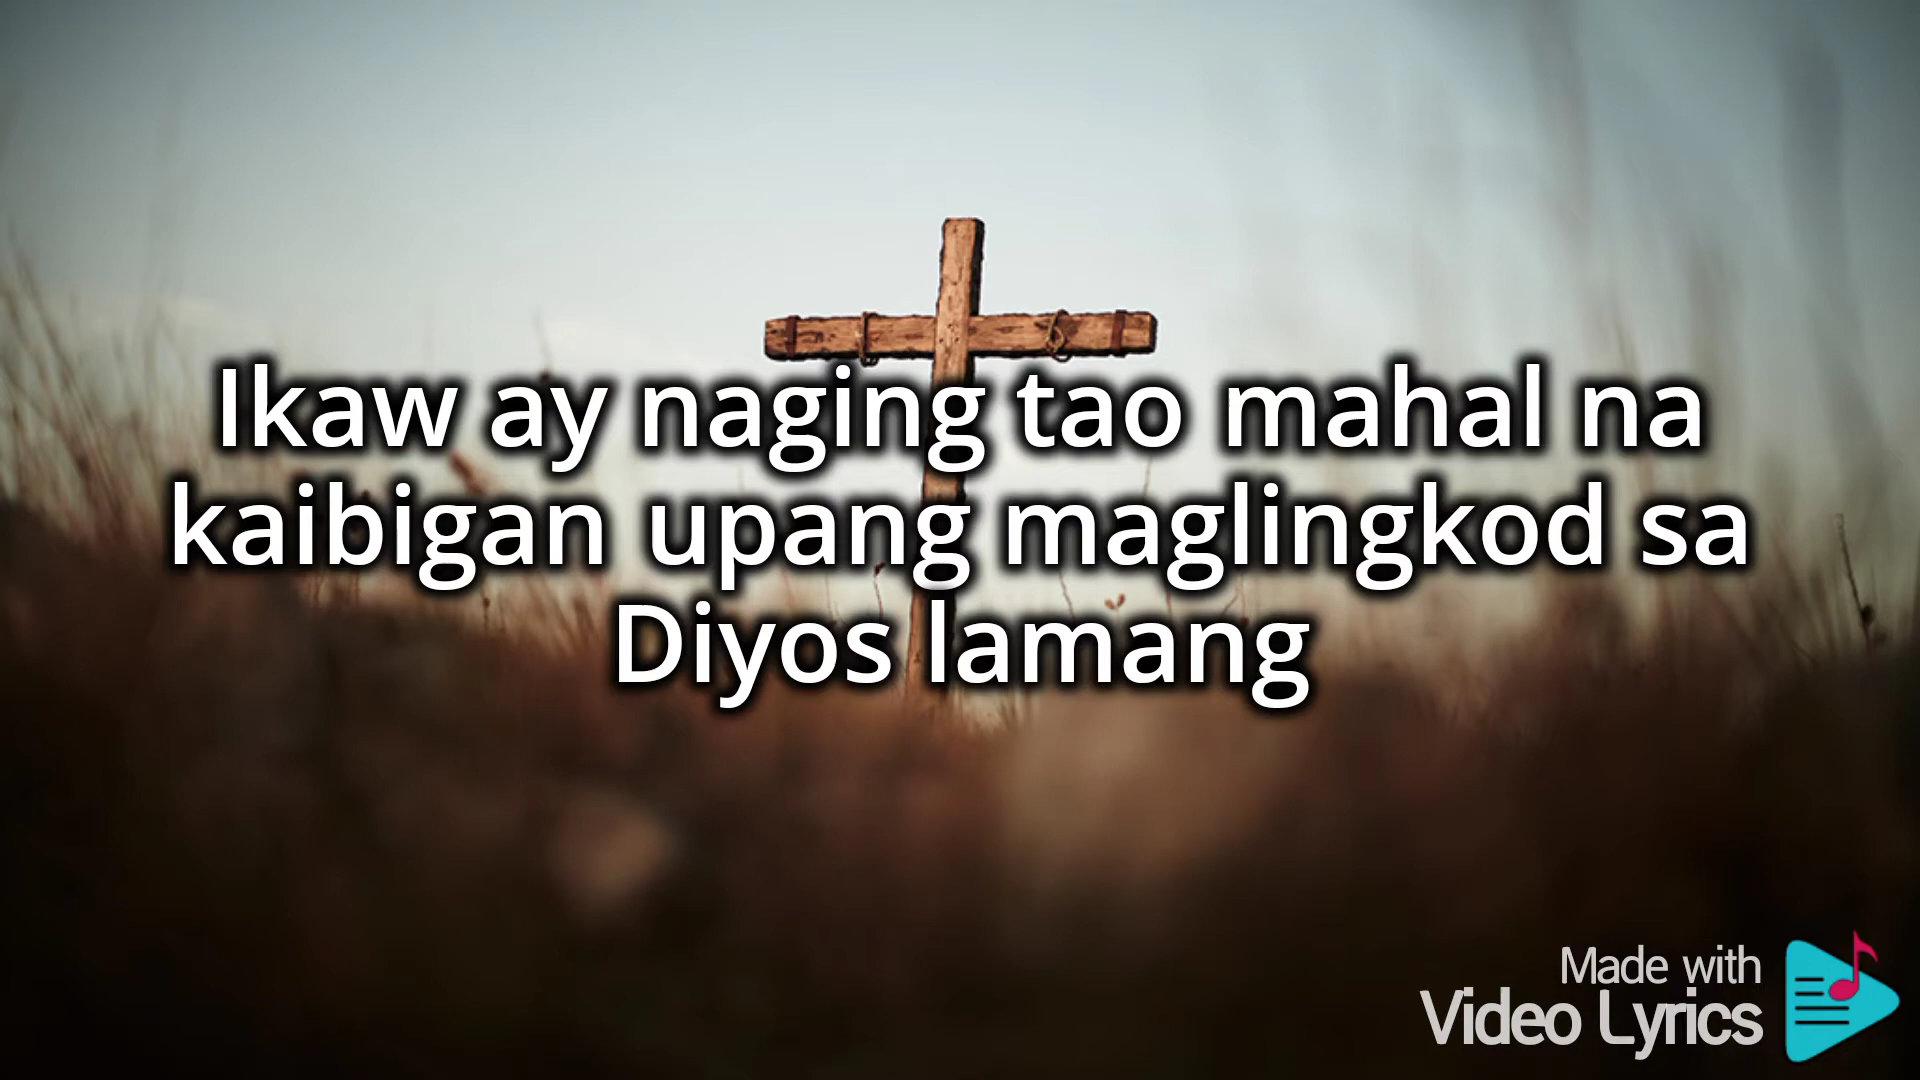 Ikaw ay naging tao mahal na
kaibigan upang maglingkod sa
Diyos lamang
Made with
Video Lyrics